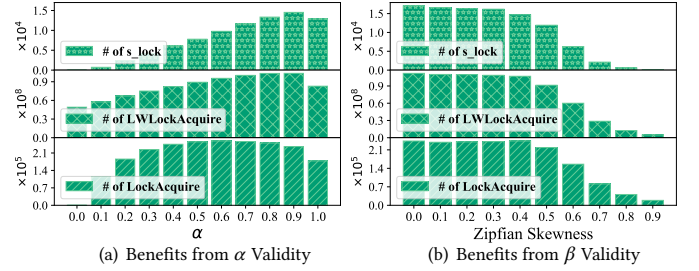 ×10⁴
1.5
1.0
0.5
0.0
# of s_lock
×10⁸
0.9
0.6
0.3
0.0
# of LWLockAcquire
×10⁵
2.1
1.4
0.7
0.0
# of LockAcquire
0.0 0.1 0.2 0.3 0.4 0.5 0.6 0.7 0.8 0.9 1.0
α
(a) Benefits from α Validity
×10⁴
1.5
1.0
0.5
0.0
# of s_lock
×10⁸
0.9
0.6
0.3
0.0
# of LWLockAcquire
×10⁵
2.1
1.4
0.7
0.0
# of LockAcquire
0.0 0.1 0.2 0.3 0.4 0.5 0.6 0.7 0.8 0.9
Zipfian Skewness
(b) Benefits from β Validity